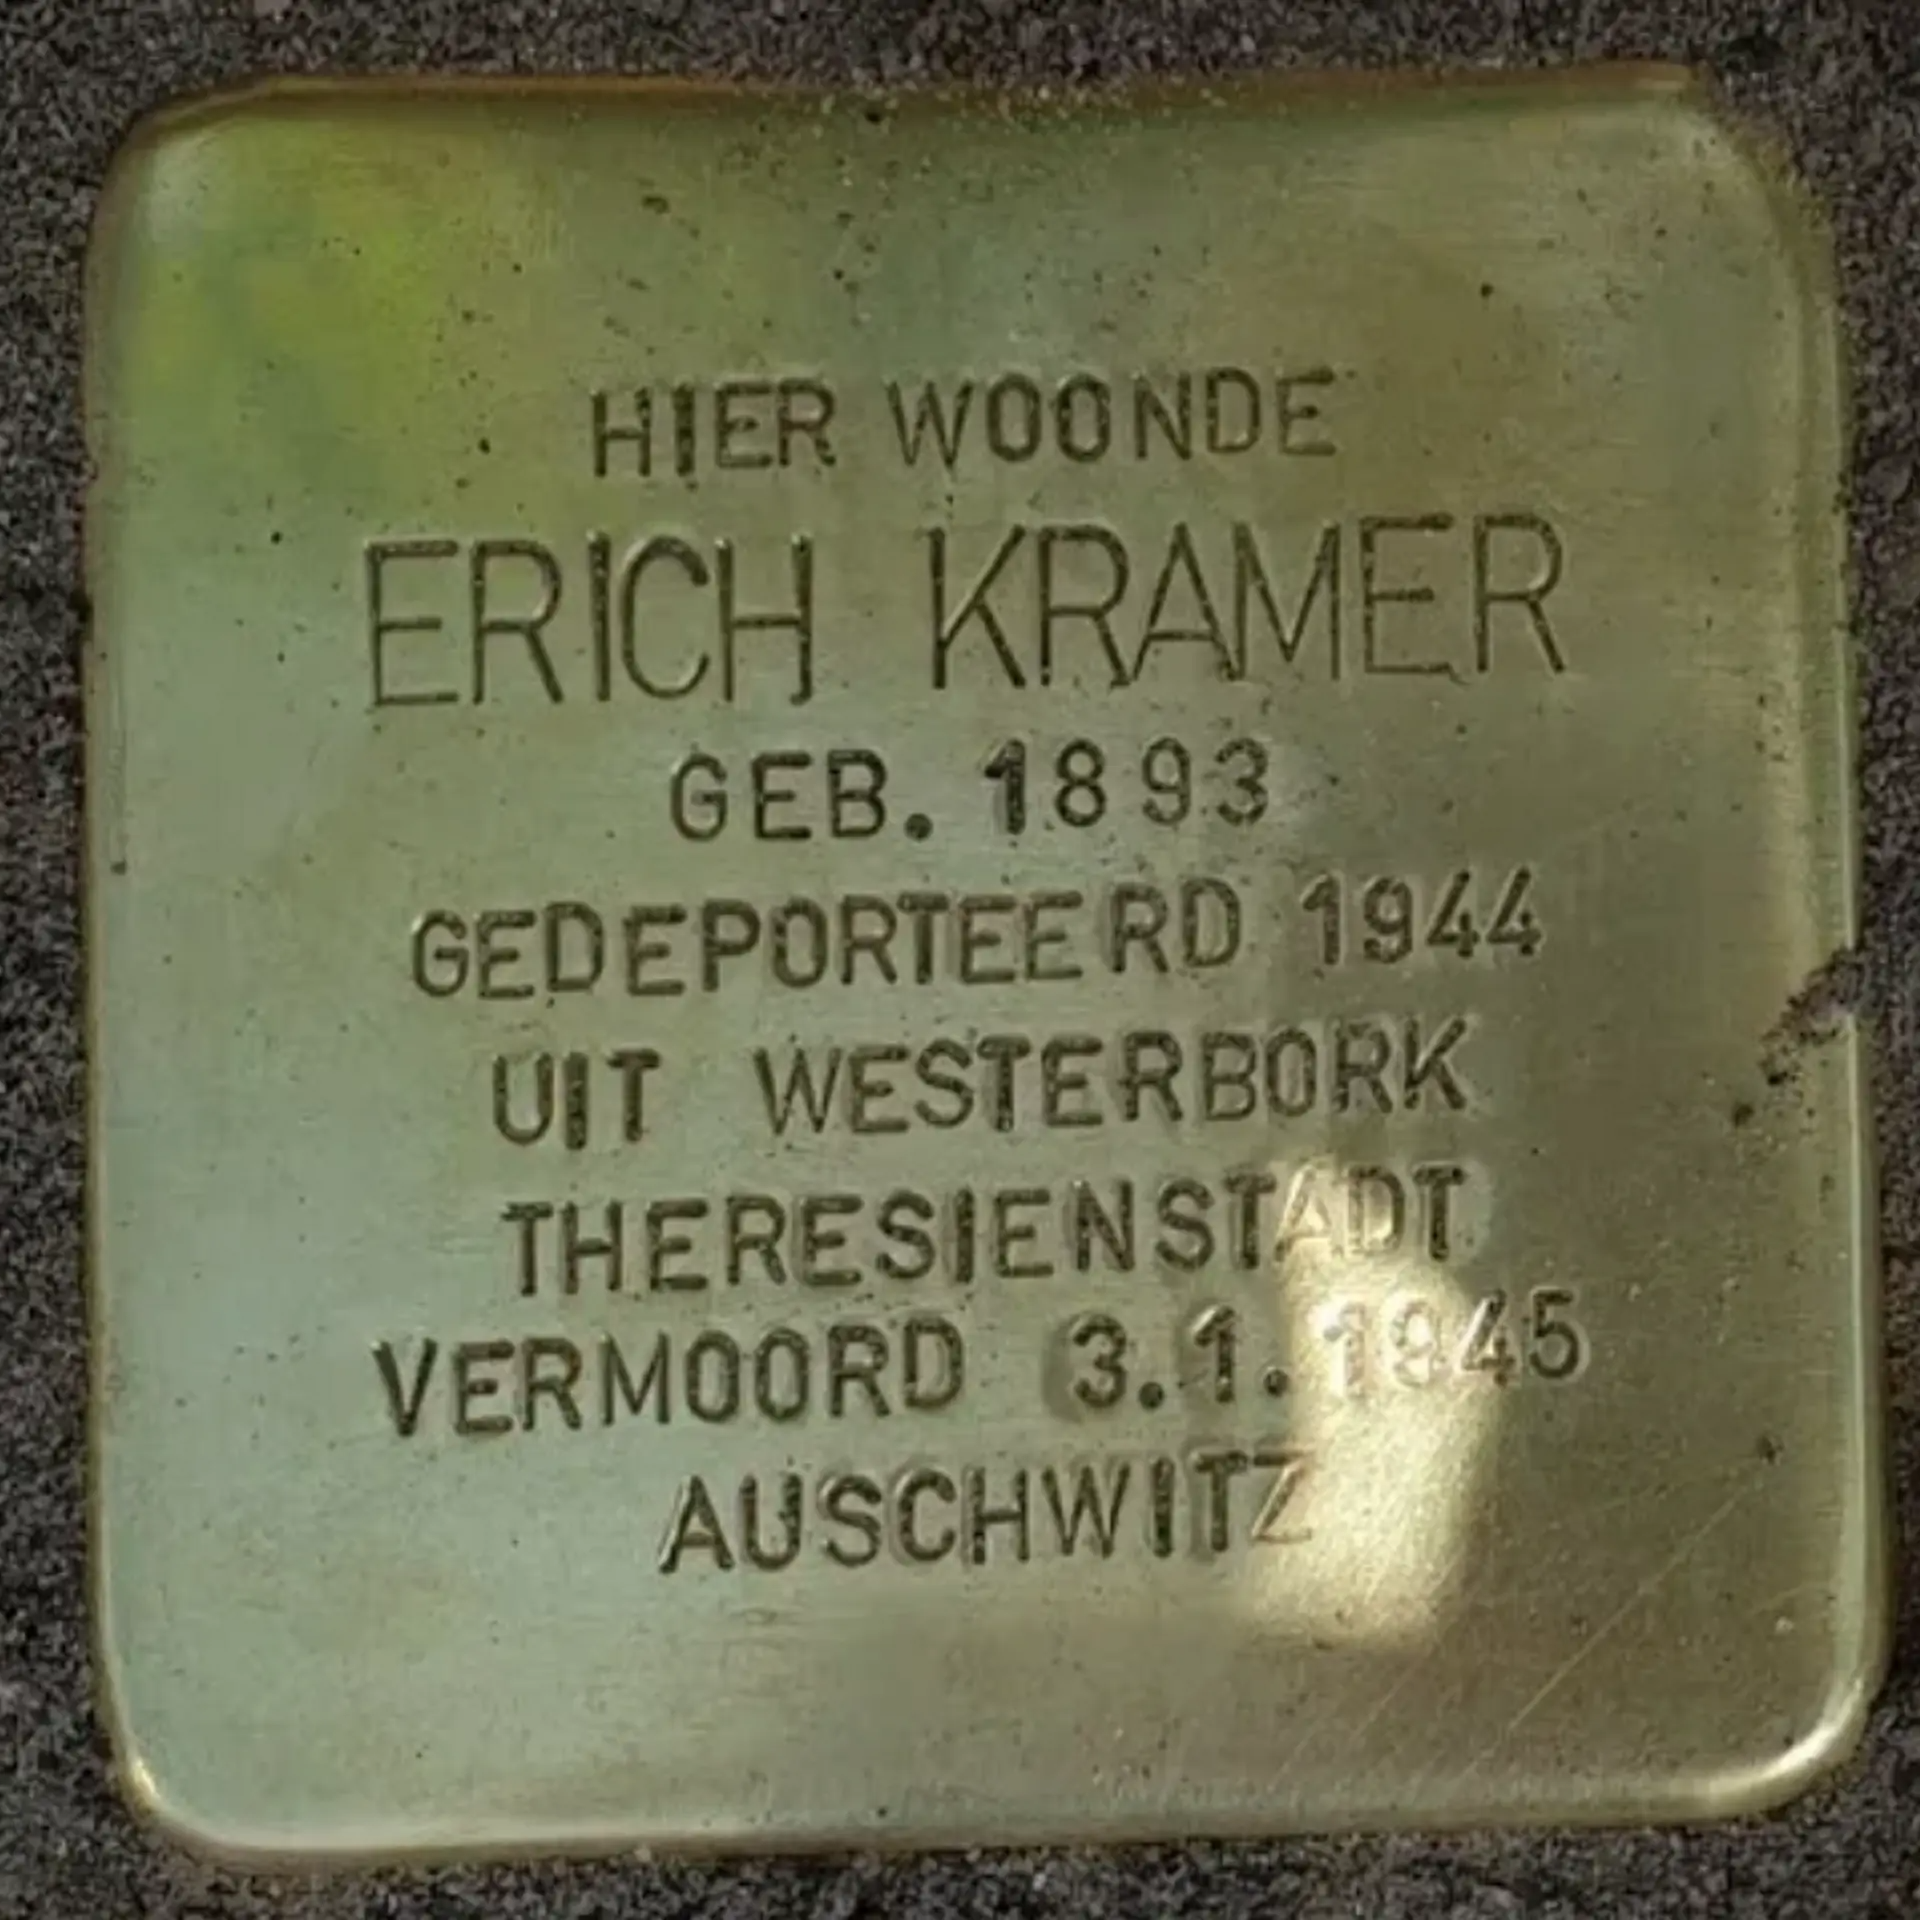 HIER WOONDE
ERICH KRAMER
GEB. 1893
GEDEPORTEERD 1944
UIT WESTERBORK
THERESIENSTADT
VERMOORD 3.1.1945
AUSCHWITZ